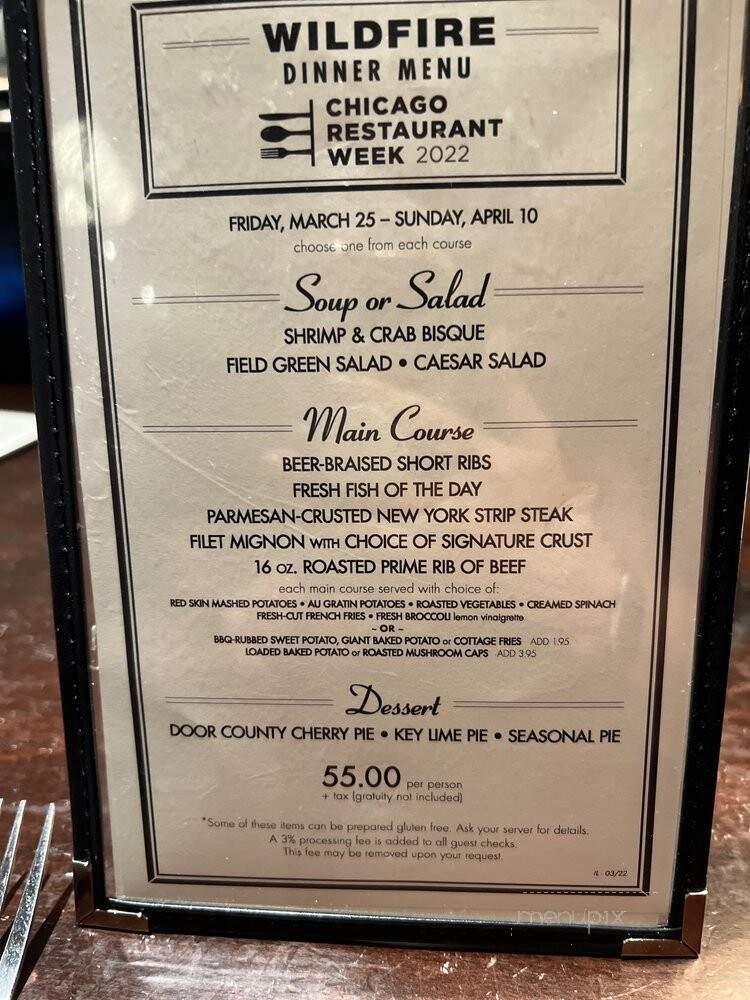 WILDFIRE
DINNER MENU
CHICAGO
RESTAURANT
WEEK 2022
FRIDAY, MARCH 25 – SUNDAY, APRIL 10
choose one from each course
Soup or Salad
SHRIMP & CRAB BISQUE
FIELD GREEN SALAD • CAESAR SALAD
Main Course
BEER-BRAISED SHORT RIBS
FRESH FISH OF THE DAY
PARMESAN-CRUSTED NEW YORK STRIP STEAK
FILET MIGNON WITH CHOICE OF SIGNATURE CRUST
16 OZ. ROASTED PRIME RIB OF BEEF
each main course served with choice of:
RED SKIN MASHED POTATOES • AU GRATIN POTATOES • ROASTED VEGETABLES • CREAMED SPINACH
FRESH-CUT FRENCH FRIES • FRESH BROCCOLI lemon vinaigrette
– OR –
BBQ-RUBBED SWEET POTATO, GIANT BAKED POTATO or COTTAGE FRIES ADD 1.95
LOADED BAKED POTATO or ROASTED MUSHROOM CAPS ADD 3.95
Dessert
DOOR COUNTY CHERRY PIE • KEY LIME PIE • SEASONAL PIE
55.00 per person
+ tax (gratuity not included)
*Some of these items can be prepared gluten free. Ask your server for details.
A 3% processing fee is added to all guest checks.
This fee may be removed upon your request.
IL - 03/22
menupix